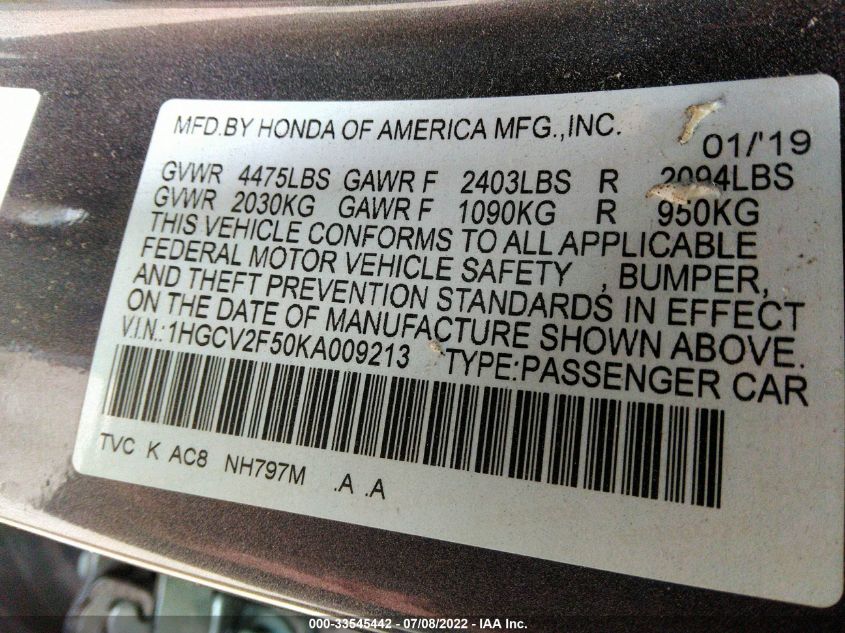 MFD.BY HONDA OF AMERICA MFG.,INC.
01/'19
GVWR 4475LBS GAWR F 2403LBS R 2094LBS
GVWR 2030KG GAWR F 1090KG R 950KG
THIS VEHICLE CONFORMS TO ALL APPLICABLE
FEDERAL MOTOR VEHICLE SAFETY , BUMPER,
AND THEFT PREVENTION STANDARDS IN EFFECT
ON THE DATE OF MANUFACTURE SHOWN ABOVE.
V.I.N.: 1HGCV2F50KA009213 TYPE:PASSENGER CAR
TVC K AC8 NH797M .A .A
000-33545442 - 07/08/2022 - IAA Inc.